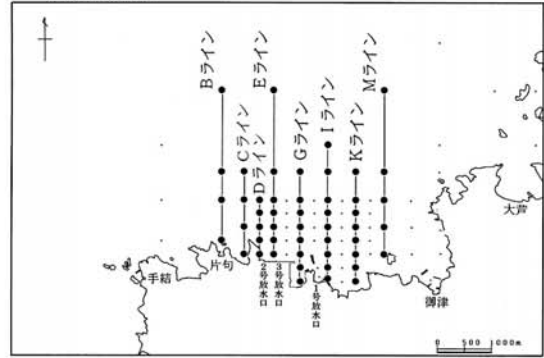 Bライン
Cライン
Dライン
Eライン
Gライン
Iライン
Kライン
Mライン
大芦
手結
片句
2号放水口
3号放水口
1号放水口
御津
0 500 1000m